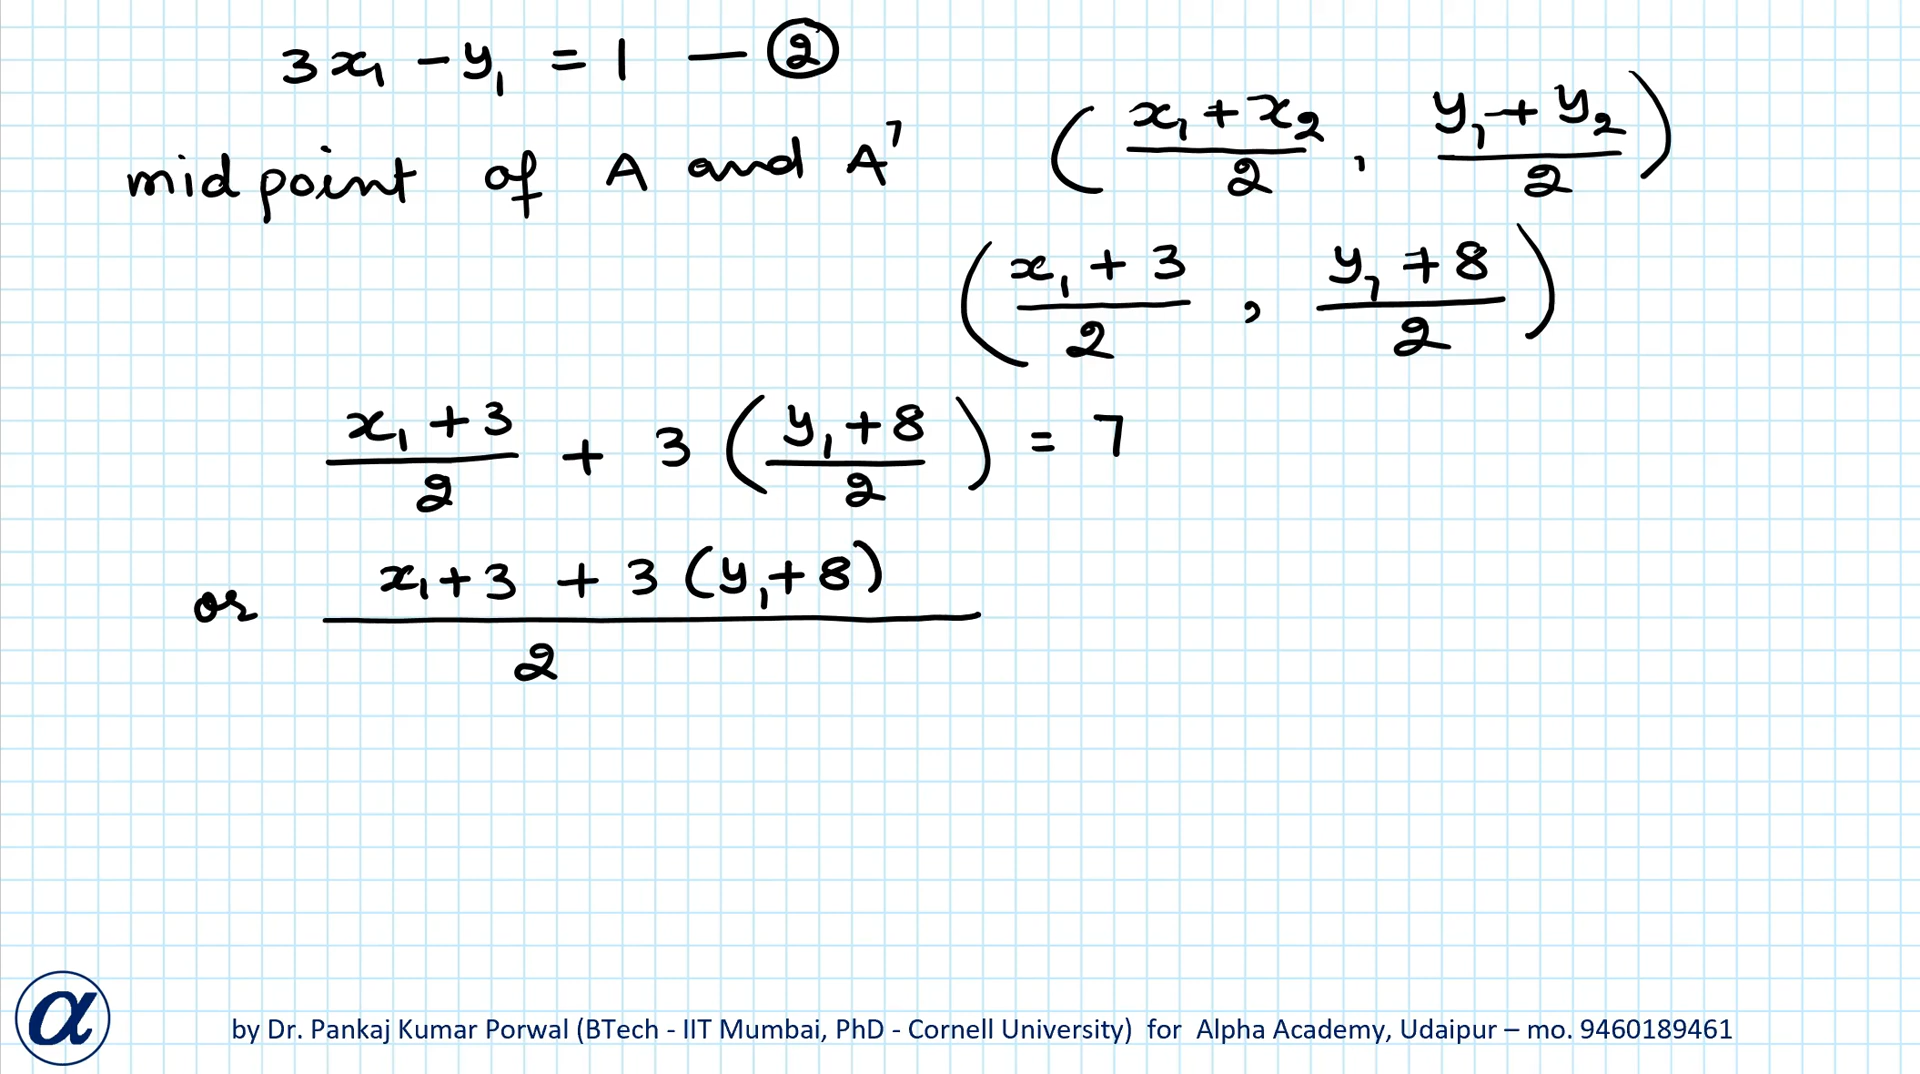 3x₁ - y₁ = 1 — ②
midpoint of A and A' ( (x₁ + x₂)/2 , (y₁ + y₂)/2 )
( (x₁ + 3)/2 , (y₁ + 8)/2 )
(x₁ + 3)/2 + 3 ( (y₁ + 8)/2 ) = 7
or (x₁ + 3 + 3 (y₁ + 8))/2
α by Dr. Pankaj Kumar Porwal (BTech - IIT Mumbai, PhD - Cornell University) for Alpha Academy, Udaipur – mo. 9460189461